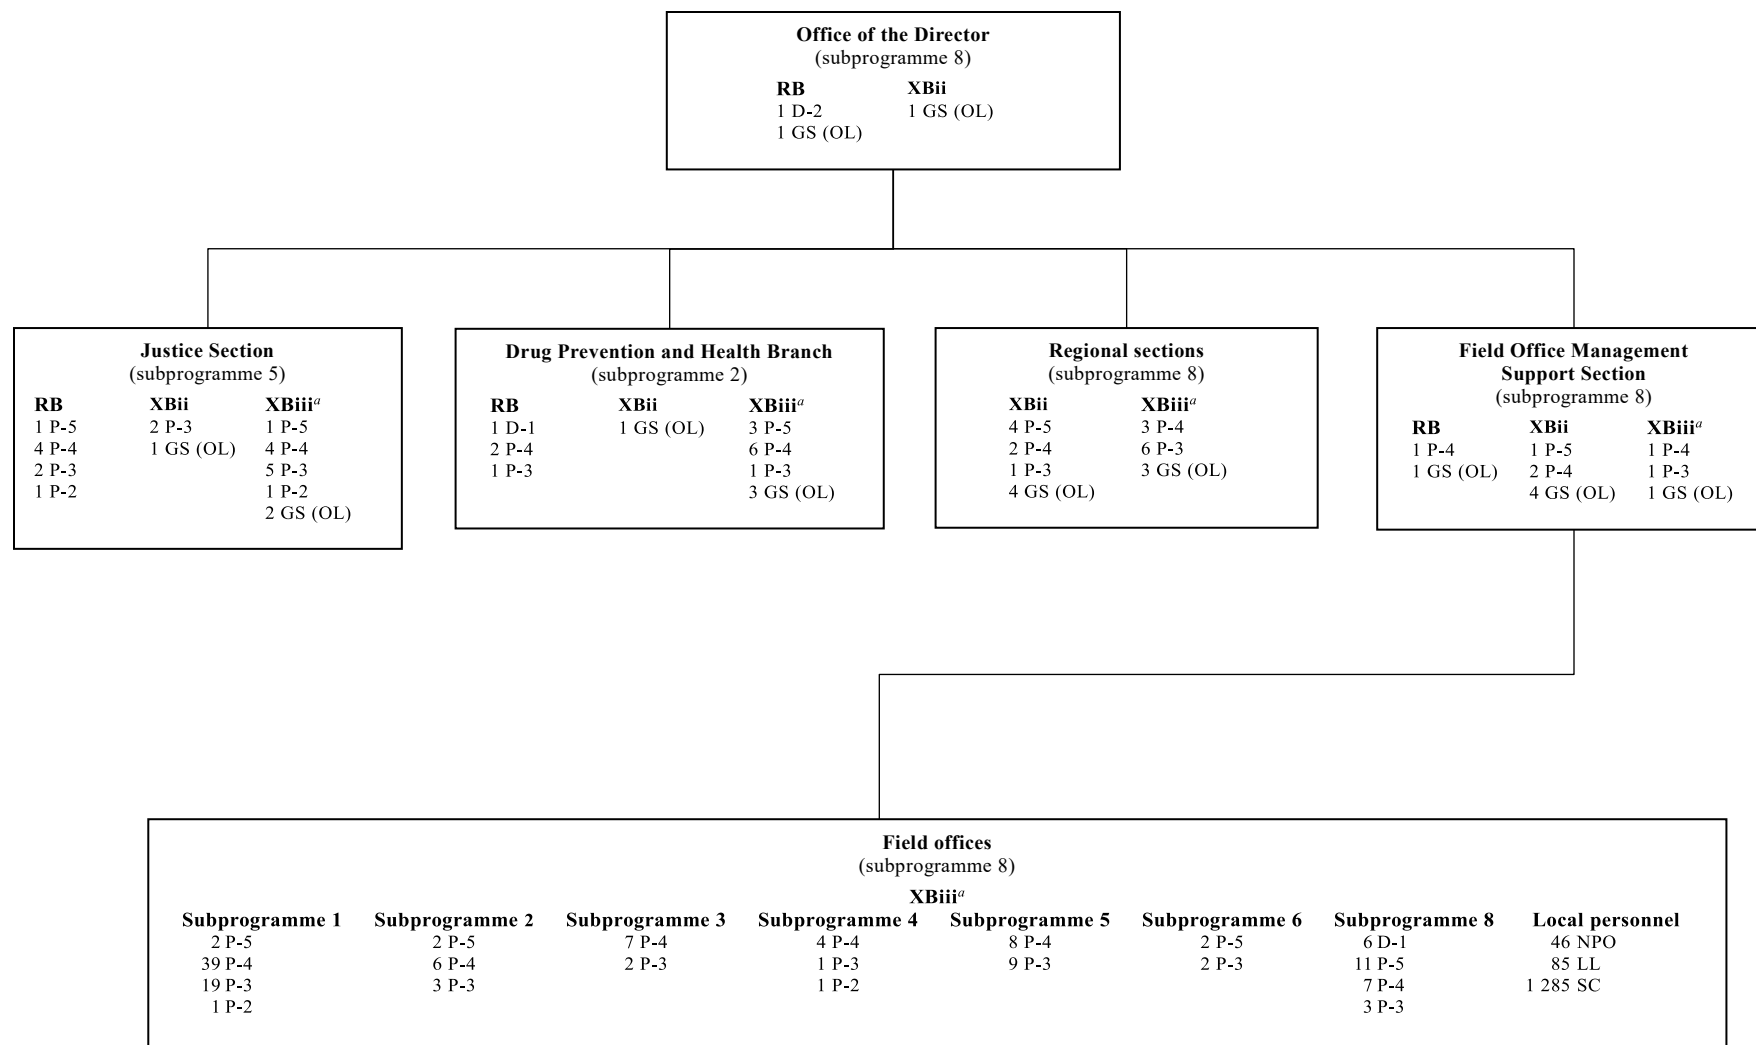 Office of the Director
(subprogramme 8)
RB XBii
1 D-2 1 GS (OL)
1 GS (OL)
Justice Section
(subprogramme 5)
RB XBii XBiiia
1 P-5 2 P-3 1 P-5
4 P-4 1 GS (OL) 4 P-4
2 P-3 5 P-3
1 P-2 1 P-2
2 GS (OL)
Drug Prevention and Health Branch
(subprogramme 2)
RB XBii XBiiia
1 D-1 1 GS (OL) 3 P-5
2 P-4 6 P-4
1 P-3 1 P-3
3 GS (OL)
Regional sections
(subprogramme 8)
XBii XBiiia
4 P-5 3 P-4
2 P-4 6 P-3
1 P-3 3 GS (OL)
4 GS (OL)
Field Office Management
Support Section
(subprogramme 8)
RB XBii XBiiia
1 P-4 1 P-5 1 P-4
1 GS (OL) 2 P-4 1 P-3
4 GS (OL) 1 GS (OL)
Field offices
(subprogramme 8)
XBiiia
Subprogramme 1 Subprogramme 2 Subprogramme 3 Subprogramme 4 Subprogramme 5 Subprogramme 6 Subprogramme 8 Local personnel
2 P-5 2 P-5 7 P-4 4 P-4 8 P-4 2 P-5 6 D-1 46 NPO
39 P-4 6 P-4 2 P-3 1 P-3 9 P-3 2 P-3 11 P-5 85 LL
19 P-3 3 P-3 1 P-2 7 P-4 1 285 SC
1 P-2 3 P-3